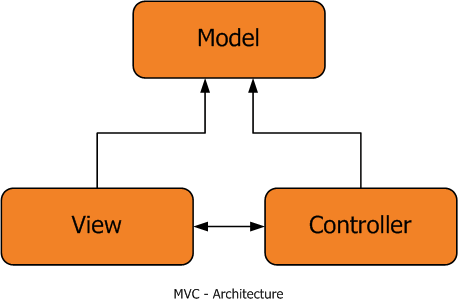 Model
View
Controller
MVC - Architecture